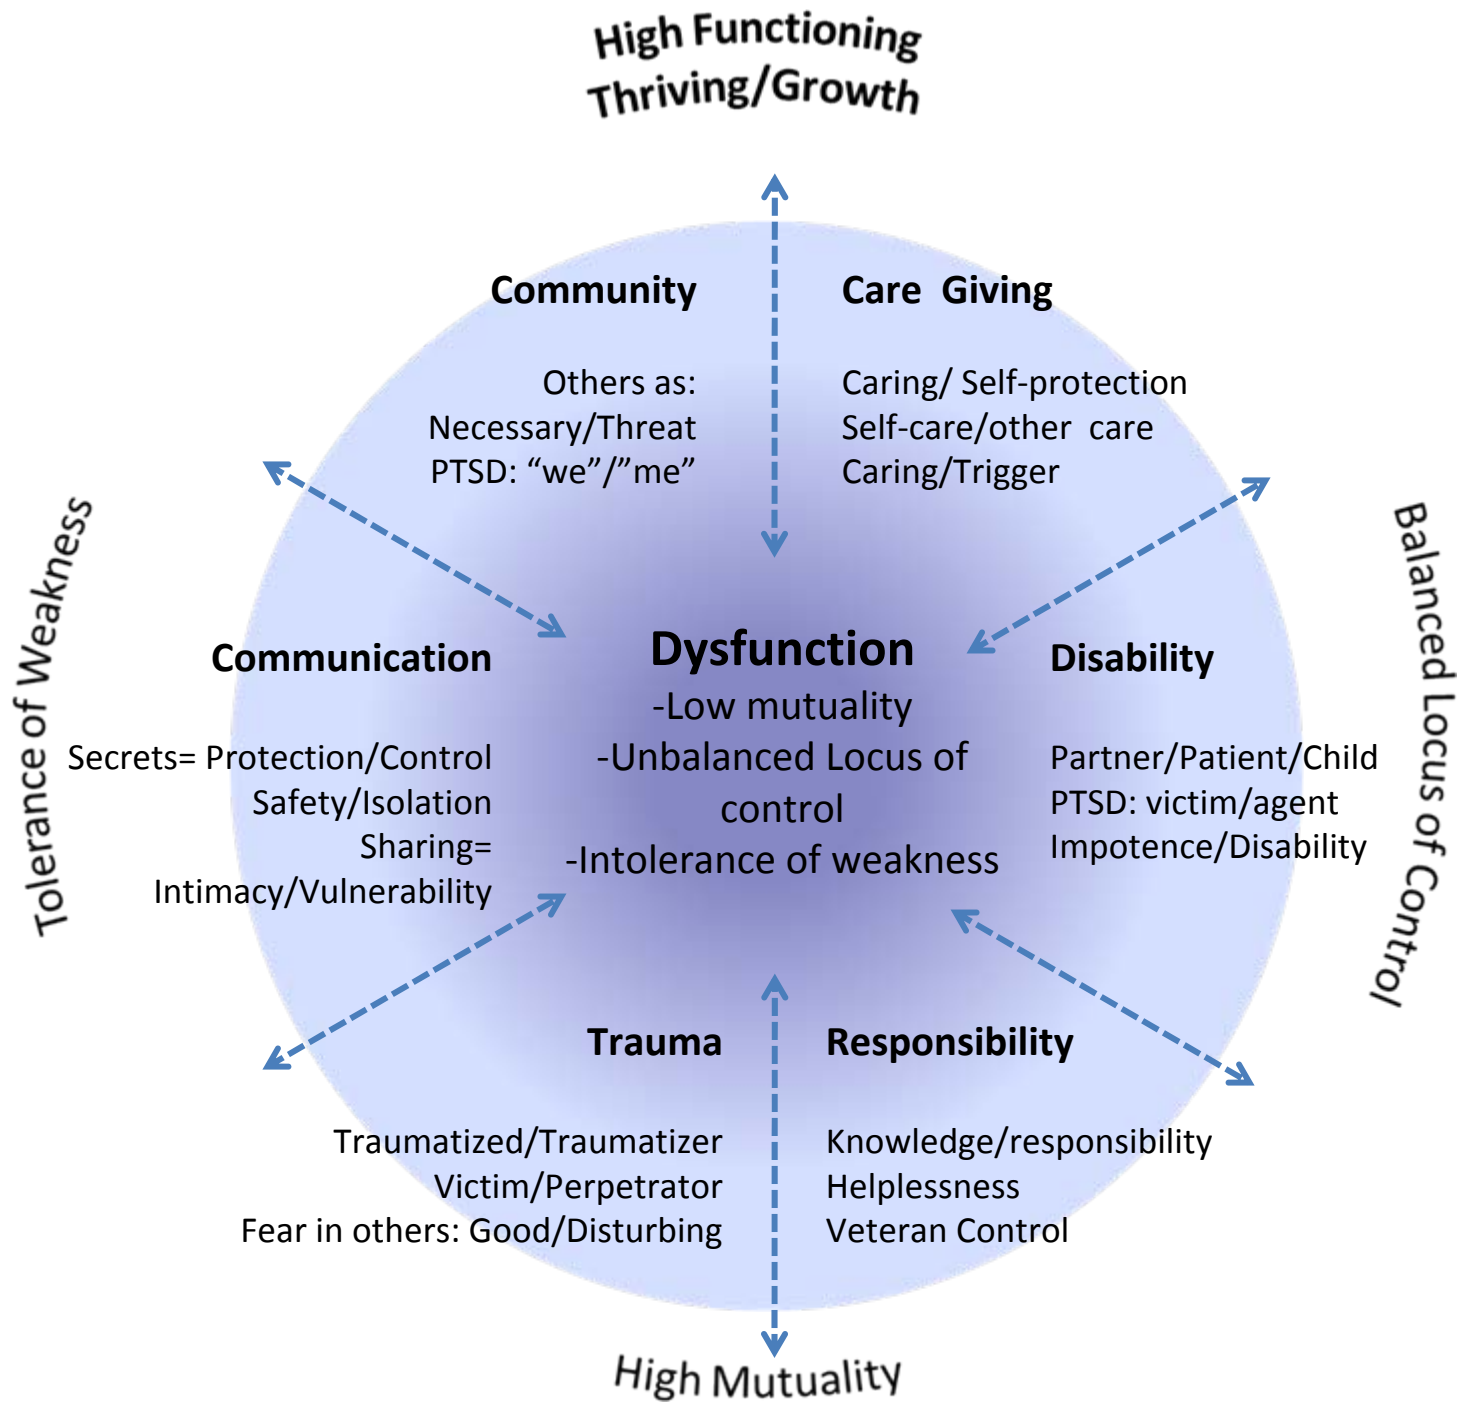 High Functioning
Thriving/Growth
Community
Others as:
Necessary/Threat
PTSD: “we”/”me”
Care  Giving
Caring/ Self-protection
Self-care/other  care
Caring/Trigger
Tolerance of Weakness
Balanced Locus of Control
Communication
Secrets= Protection/Control
Safety/Isolation
Sharing=
Intimacy/Vulnerability
Dysfunction
-Low mutuality
-Unbalanced Locus of
control
-Intolerance of weakness
Disability
Partner/Patient/Child
PTSD: victim/agent
Impotence/Disability
Trauma
Traumatized/Traumatizer
Victim/Perpetrator
Fear in others: Good/Disturbing
Responsibility
Knowledge/responsibility
Helplessness
Veteran Control
High Mutuality